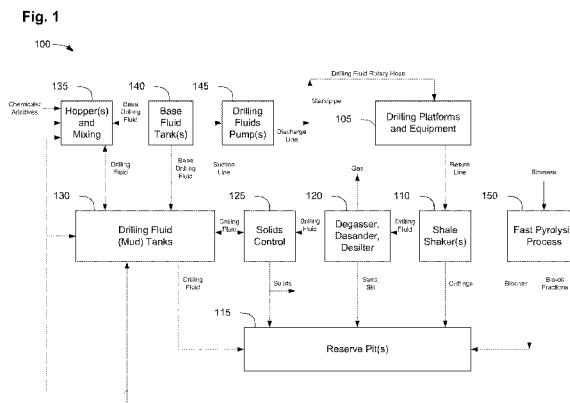 Fig. 1
100
135
140
145
Drilling Fluid Rotary Hose
Chemicals/
Additives
Hopper(s)
and
Mixing
Base
Drilling
Fluid
Base
Fluid
Tank(s)
Drilling
Fluids
Pump(s)
Standpipe
Discharge
Line
105
Drilling Platforms
and Equipment
Drilling
Fluid
Base
Drilling
Fluid
Suction
Line
Gas
Return
Line
Biomass
130
125
120
110
150
Drilling Fluid
(Mud) Tanks
Drilling
Fluid
Solids
Control
Drilling
Fluid
Degasser,
Desander,
Desilter
Drilling
Fluid
Shale
Shaker(s)
Fast Pyrolysis
Process
Drilling
Fluid
Solids
Sand,
Silt
Cuttings
Biochar
Bio-oil
Fractions
115
Reserve Pit(s)